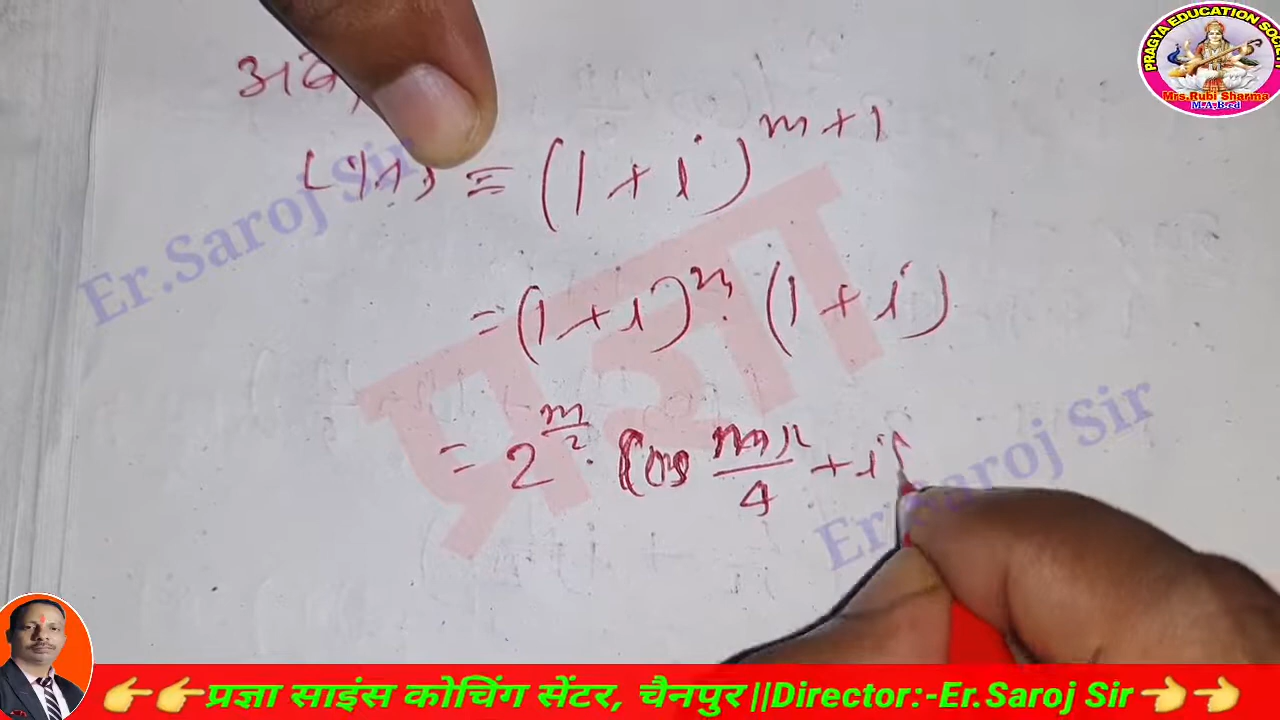 PRAGYA EDUCATION SOCIETY
Mrs.Rubi Sharma
M.A,B.ed
= (1 + i)^{m+1}
= (1 + i)^m · (1 + i)
= 2^{m/2} · (Cos mπ/4 + i
Er.Saroj Sir
प्रज्ञा
Er.Saroj Sir
👉👉प्रज्ञा साइंस कोचिंग सेंटर, चैनपुर||Director:-Er.Saroj Sir👈👈